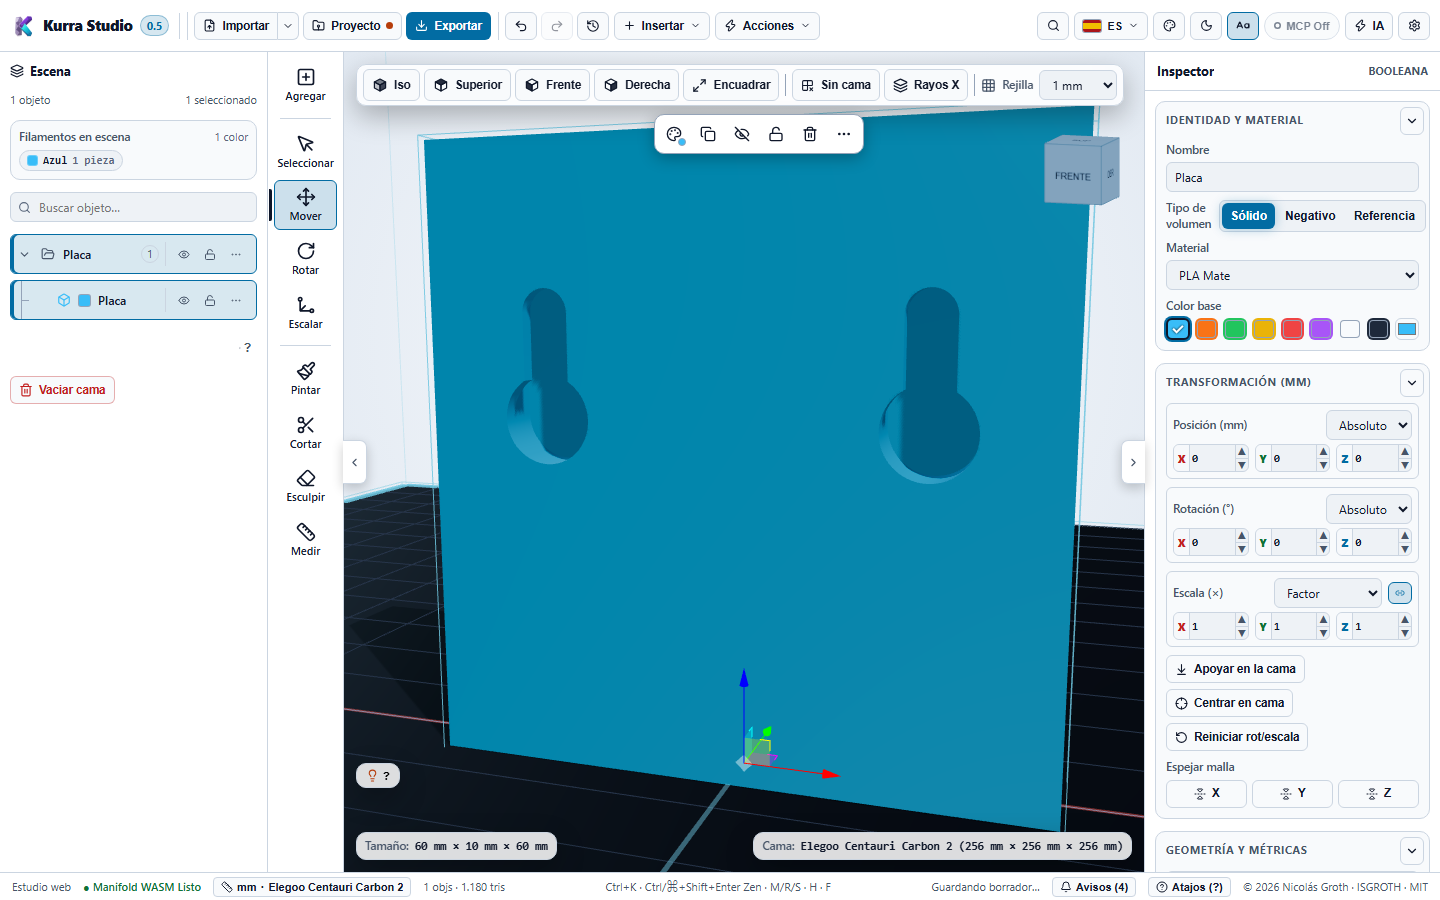 Kurra Studio 0.5
Importar
Proyecto
Exportar
Insertar
Acciones
ES
MCP Off
IA
Escena
1 objeto
1 seleccionado
Filamentos en escena
1 color
Azul 1 pieza
Buscar objeto...
Placa
1
Placa
?
Vaciar cama
Agregar
Seleccionar
Mover
Rotar
Escalar
Pintar
Cortar
Esculpir
Medir
Iso
Superior
Frente
Derecha
Encuadrar
Sin cama
Rayos X
Rejilla
1 mm
FRENTE
?
Tamaño: 60 mm × 10 mm × 60 mm
Cama: Elegoo Centauri Carbon 2 (256 mm × 256 mm × 256 mm)
Inspector
BOOLEANA
IDENTIDAD Y MATERIAL
Nombre
Placa
Tipo de volumen
Sólido
Negativo
Referencia
Material
PLA Mate
Color base
TRANSFORMACIÓN (MM)
Posición (mm)
Absoluto
X 0
Y 0
Z 0
Rotación (°)
Absoluto
X 0
Y 0
Z 0
Escala (×)
Factor
X 1
Y 1
Z 1
Apoyar en la cama
Centrar en cama
Reiniciar rot/escala
Espejar malla
X
Y
Z
GEOMETRÍA Y MÉTRICAS
Estudio web
Manifold WASM Listo
mm · Elegoo Centauri Carbon 2
1 objs · 1.180 tris
Ctrl+K · Ctrl/⌘+Shift+Enter Zen · M/R/S · H · F
Guardando borrador...
Avisos (4)
Atajos (?)
© 2026 Nicolás Groth · ISGROTH · MIT